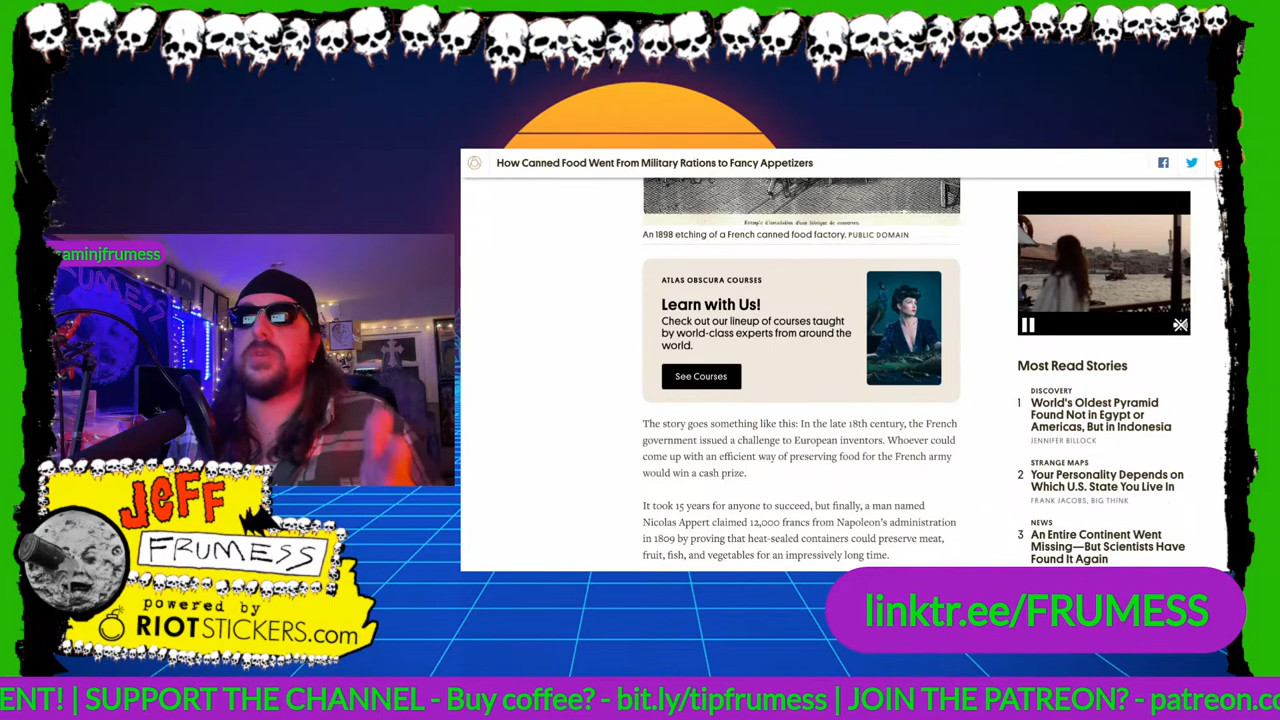 How Canned Food Went From Military Rations to Fancy Appetizers
An 1898 etching of a French canned food factory. PUBLIC DOMAIN
ATLAS OBSCURA COURSES
Learn with Us!
Check out our lineup of courses taught
by world-class experts from around the
world.
See Courses
The story goes something like this: In the late 18th century, the French
government issued a challenge to European inventors. Whoever could
come up with an efficient way of preserving food for the French army
would win a cash prize.
It took 15 years for anyone to succeed, but finally, a man named
Nicolas Appert claimed 12,000 francs from Napoleon's administration
in 1809 by proving that heat-sealed containers could preserve meat,
fruit, fish, and vegetables for an impressively long time.
Most Read Stories
DISCOVERY
1 World's Oldest Pyramid
Found Not in Egypt or
Americas, But in Indonesia
JENNIFER BILLOCK
STRANGE MAPS
2 Your Personality Depends on
Which U.S. State You Live In
FRANK JACOBS, BIG THINK
NEWS
3 An Entire Continent Went
Missing—But Scientists Have
Found It Again
aminjfrumess
FRUMESS
JEFF
FRUMESS
powered by
RIOTSTICKERS.com
linktr.ee/FRUMESS
ENT! | SUPPORT THE CHANNEL - Buy coffee? - bit.ly/tipfrumess | JOIN THE PATREON? - patreon.co